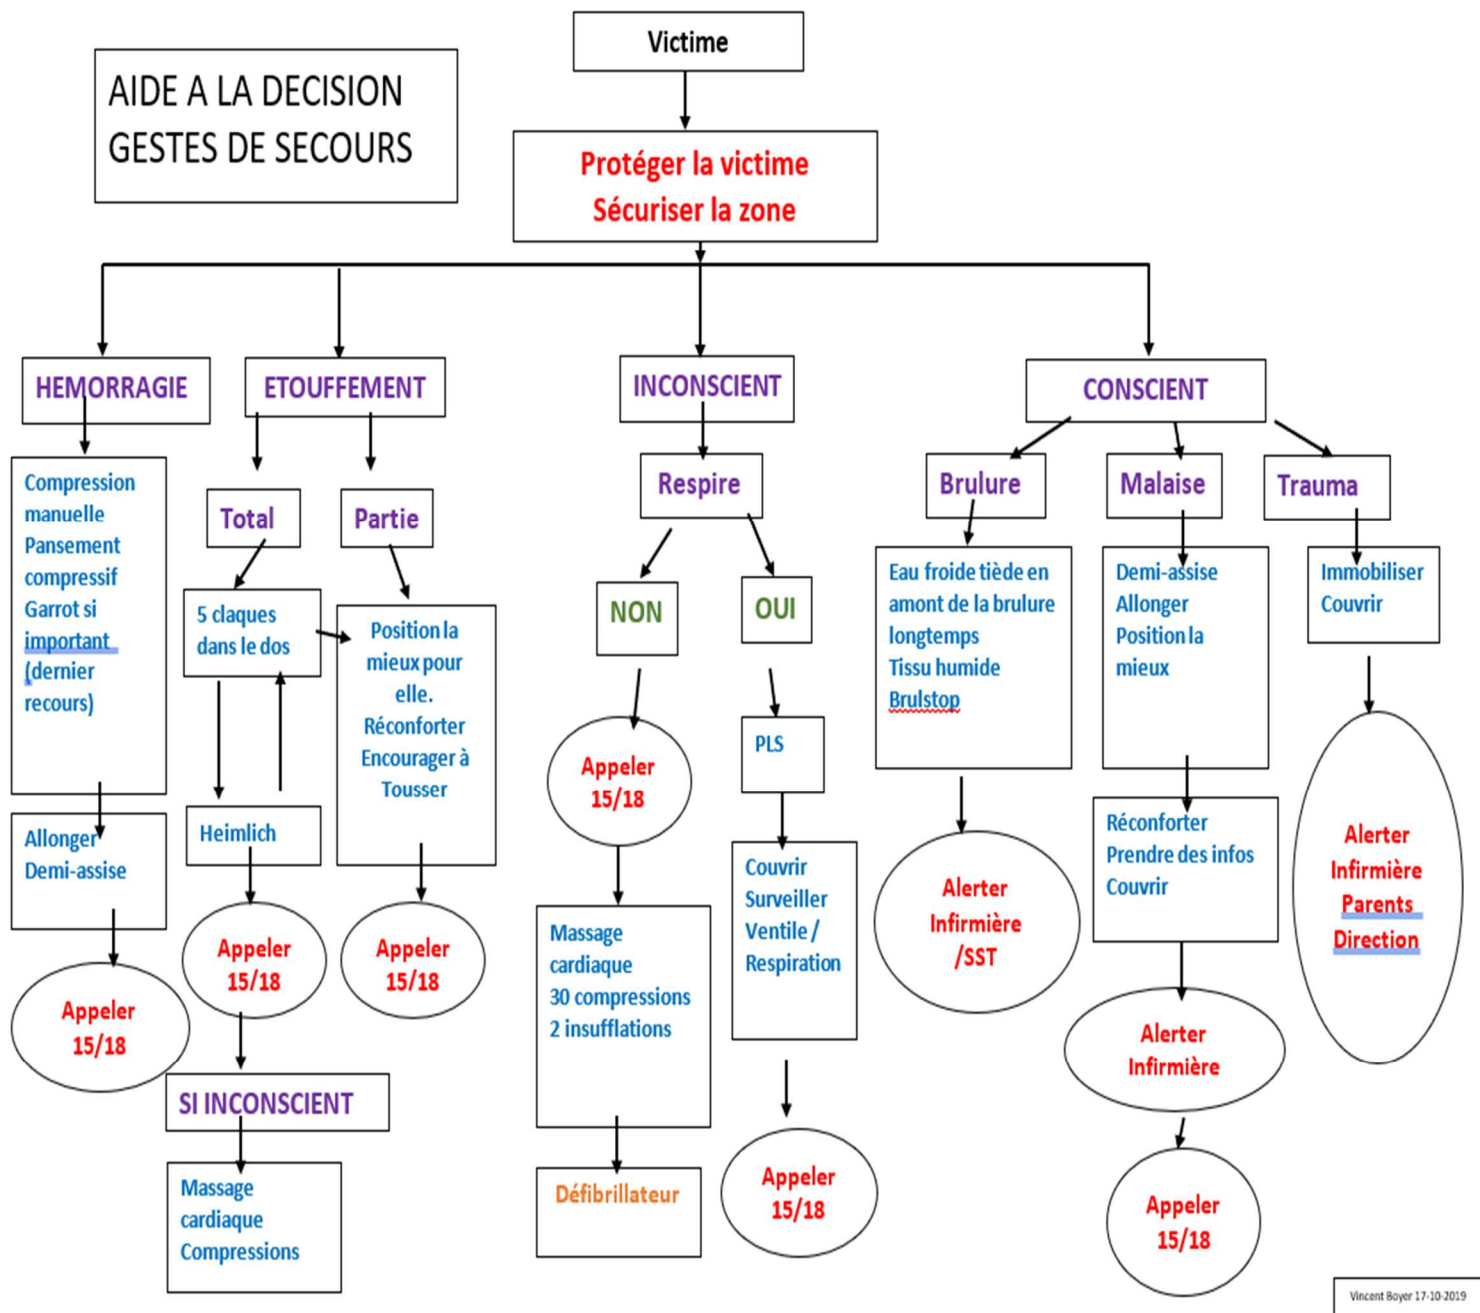 AIDE A LA DECISION
GESTES DE SECOURS
Victime
Protéger la victime
Sécuriser la zone
HEMORRAGIE
Compression
manuelle
Pansement
compressif
Garrot si
important
(dernier
recours)
Allonger
Demi-assise
Appeler
15/18
ETOUFFEMENT
Total
5 claques
dans le dos
Heimlich
Appeler
15/18
SI INCONSCIENT
Massage
cardiaque
Compressions
Partie
Position la
mieux pour
elle.
Réconforter
Encourager à
Tousser
Appeler
15/18
INCONSCIENT
Respire
NON
Appeler
15/18
Massage
cardiaque
30 compressions
2 insufflations
Défibrillateur
OUI
PLS
Couvrir
Surveiller
Ventile /
Respiration
Appeler
15/18
CONSCIENT
Brulure
Eau froide tiède en
amont de la brulure
longtemps
Tissu humide
Brulstop
Alerter
Infirmière
/SST
Malaise
Demi-assise
Allonger
Position la
mieux
Réconforter
Prendre des infos
Couvrir
Alerter
Infirmière
Appeler
15/18
Trauma
Immobiliser
Couvrir
Alerter
Infirmière
Parents
Direction
Vincent Boyer 17-10-2019